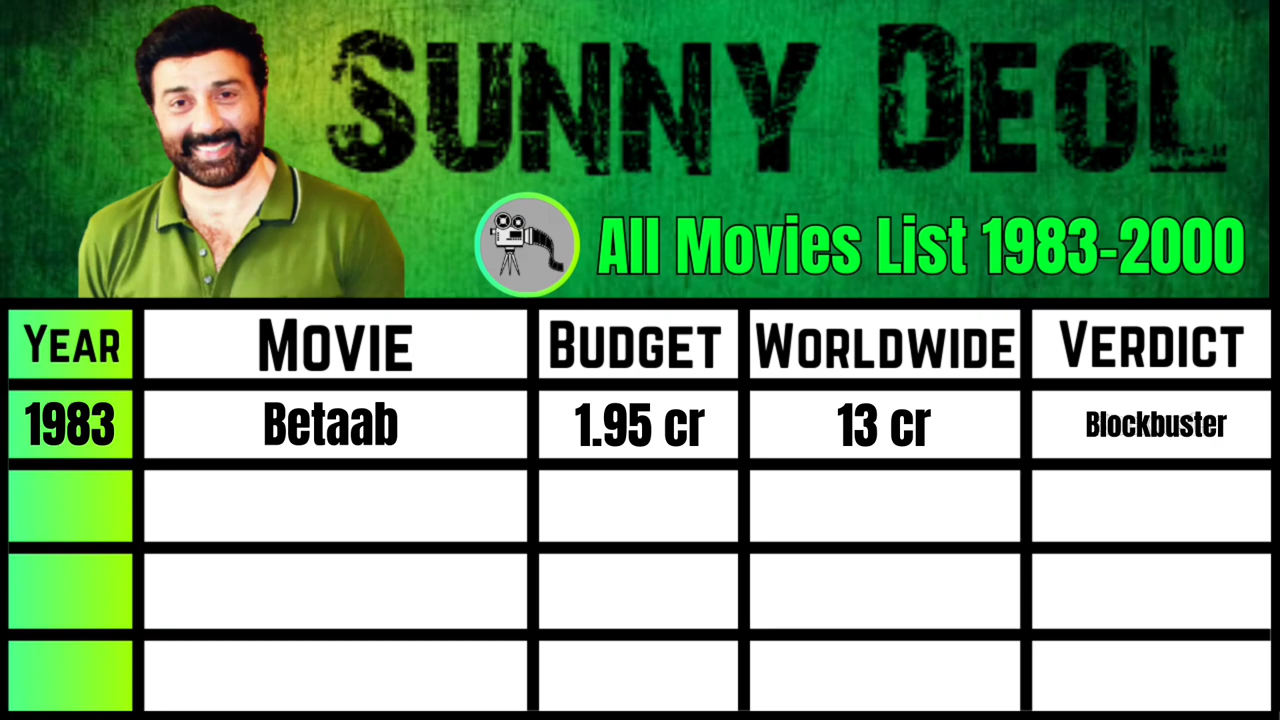 Sunny Deol
All Movies List 1983-2000
Year Movie Budget Worldwide Verdict
1983 Betaab 1.95 cr 13 cr Blockbuster